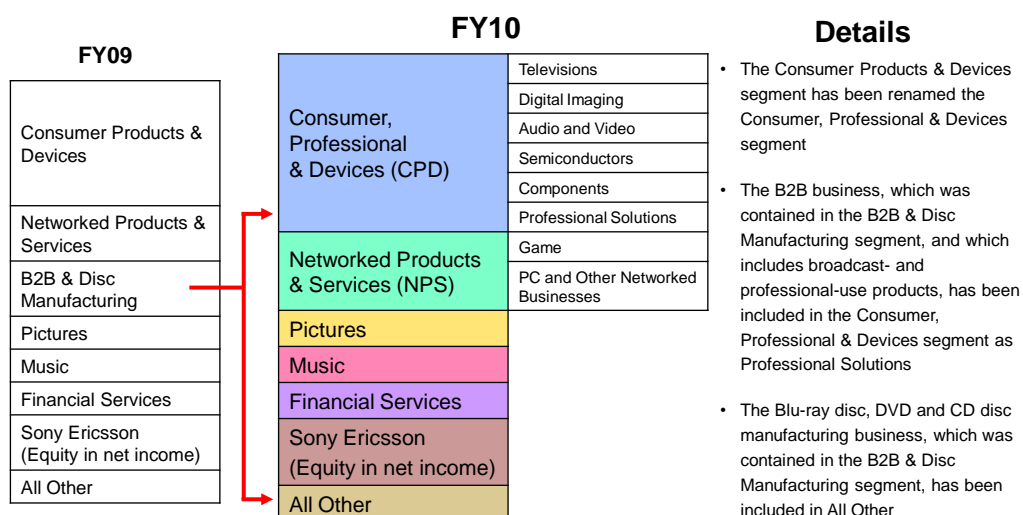 FY09
Consumer Products &
Devices
Networked Products &
Services
B2B & Disc
Manufacturing
Pictures
Music
Financial Services
Sony Ericsson
(Equity in net income)
All Other
FY10
Consumer,
Professional
& Devices (CPD)
Networked Products
& Services (NPS)
Pictures
Music
Financial Services
Sony Ericsson
(Equity in net income)
All Other
Televisions
Digital Imaging
Audio and Video
Semiconductors
Components
Professional Solutions
Game
PC and Other Networked
Businesses
Details
• The Consumer Products & Devices
segment has been renamed the
Consumer, Professional & Devices
segment
• The B2B business, which was
contained in the B2B & Disc
Manufacturing segment, and which
includes broadcast- and
professional-use products, has been
included in the Consumer,
Professional & Devices segment as
Professional Solutions
• The Blu-ray disc, DVD and CD disc
manufacturing business, which was
contained in the B2B & Disc
Manufacturing segment, has been
included in All Other